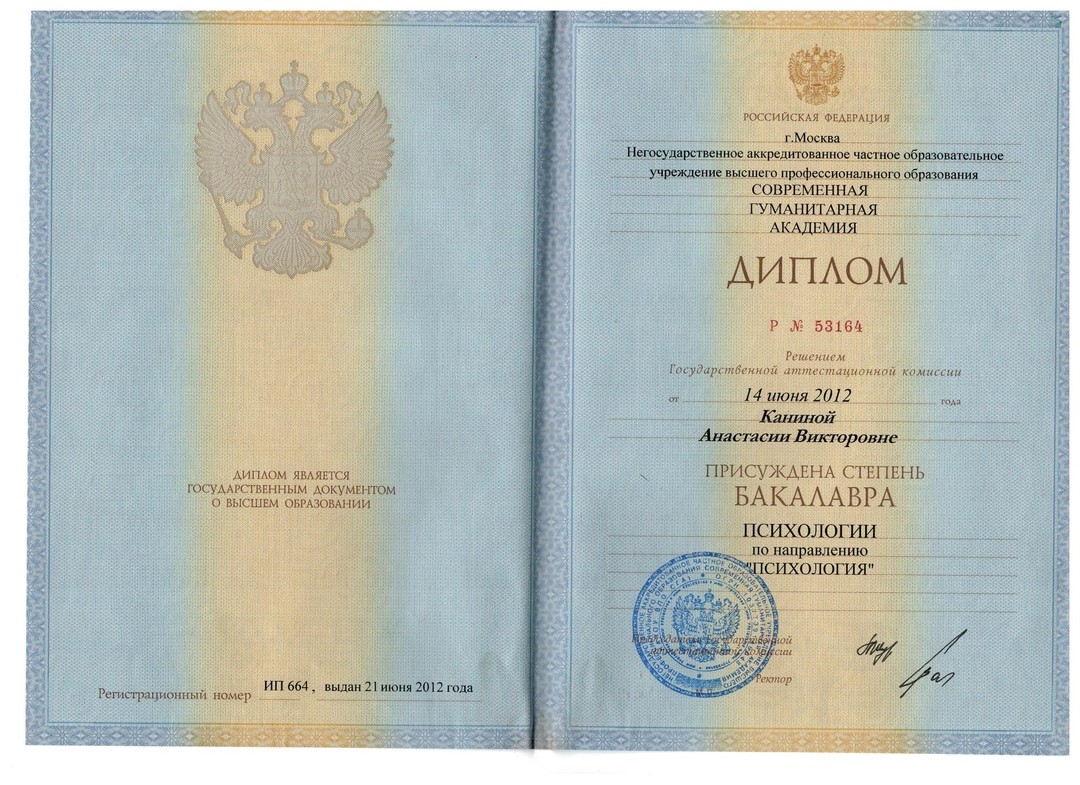 ДИПЛОМ ЯВЛЯЕТСЯ
ГОСУДАРСТВЕННЫМ ДОКУМЕНТОМ
О ВЫСШЕМ ОБРАЗОВАНИИ
Регистрационный номер ИП 664 , выдан 21 июня 2012 года
РОССИЙСКАЯ ФЕДЕРАЦИЯ
г.Москва
Негосударственное аккредитованное частное образовательное
учреждение высшего профессионального образования
СОВРЕМЕННАЯ
ГУМАНИТАРНАЯ
АКАДЕМИЯ
ДИПЛОМ
Р № 53164
Решением
Государственной аттестационной комиссии
от 14 июня 2012 года
Каниной
Анастасии Викторовне
ПРИСУЖДЕНА СТЕПЕНЬ
БАКАЛАВРА
ПСИХОЛОГИИ
по направлению
"ПСИХОЛОГИЯ"
Председатель Государственной
аттестационной комиссии
Ректор
М.П.